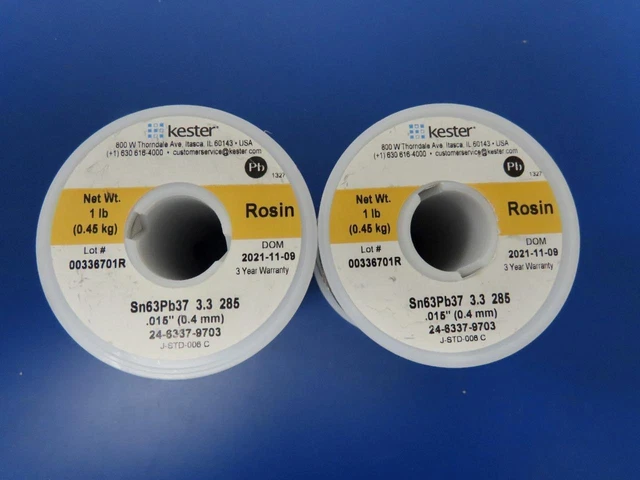 kester™
800 W Thorndale Ave, Itasca, IL 60143 • USA
(+1) 630 616-4000 • customerservice@kester.com
Pb
1327
Net Wt.
1 lb
(0.45 kg)
Rosin
Lot #
00336701R
DOM
2021-11-09
3 Year Warranty
Sn63Pb37 3.3 285
.015" (0.4 mm)
24-6337-9703
J-STD-006 C
kester™
800 W Thorndale Ave, Itasca, IL 60143 • USA
(+1) 630 616-4000 • customerservice@kester.com
Pb
1327
Net Wt.
1 lb
(0.45 kg)
Rosin
Lot #
00336701R
DOM
2021-11-09
3 Year Warranty
Sn63Pb37 3.3 285
.015" (0.4 mm)
24-6337-9703
J-STD-006 C